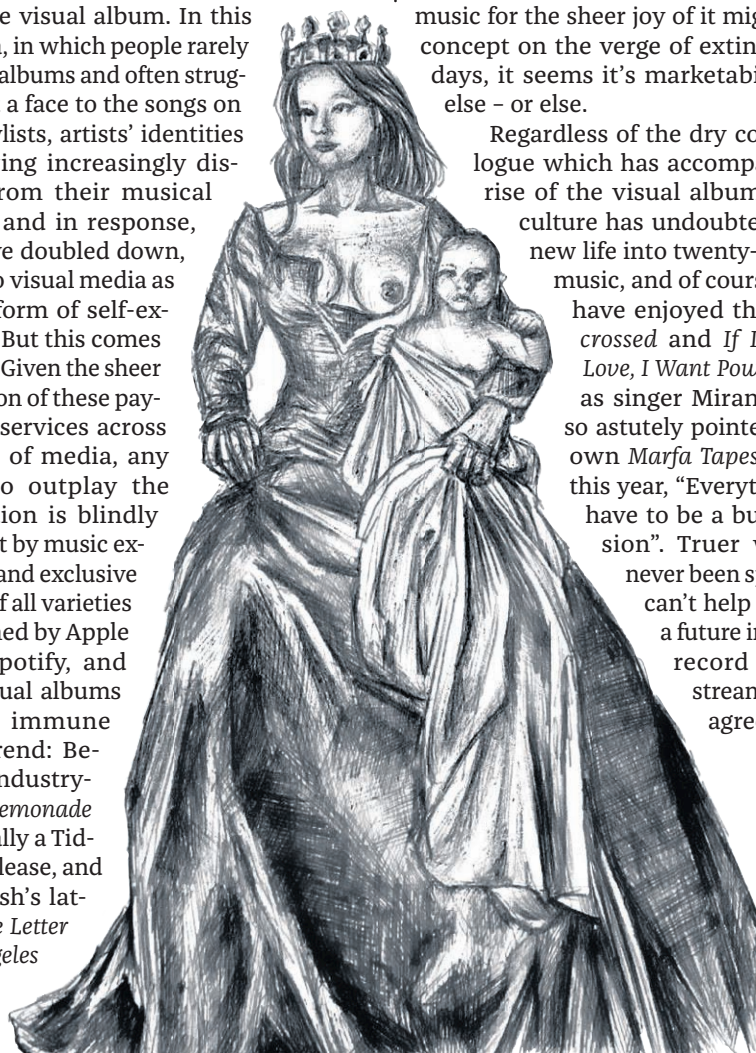 e visual album. In this
, in which people rarely
albums and often strug-
a face to the songs on
ylists, artists’ identities
ing increasingly dis-
rom their musical
and in response,
ve doubled down,
o visual media as
form of self-ex-
But this comes
Given the sheer
on of these pay-
services across
of media, any
o outplay the
ion is blindly
t by music ex-
and exclusive
f all varieties
ned by Apple
potify, and
ual albums
immune
rend: Be-
ndustry-
emonade
ally a Tid-
lease, and
sh’s lat-
e Letter
geles
music for the sheer joy of it mig
concept on the verge of extin
days, it seems it’s marketabi
else – or else.
Regardless of the dry co
logue which has accompa
rise of the visual album
culture has undoubte
new life into twenty-
music, and of cours
have enjoyed th
crossed and If I
Love, I Want Pow
as singer Miran
so astutely pointe
own Marfa Tapes
this year, “Everyt
have to be a bu
sion”. Truer w
never been s
can’t help
a future in
record
stream
agre